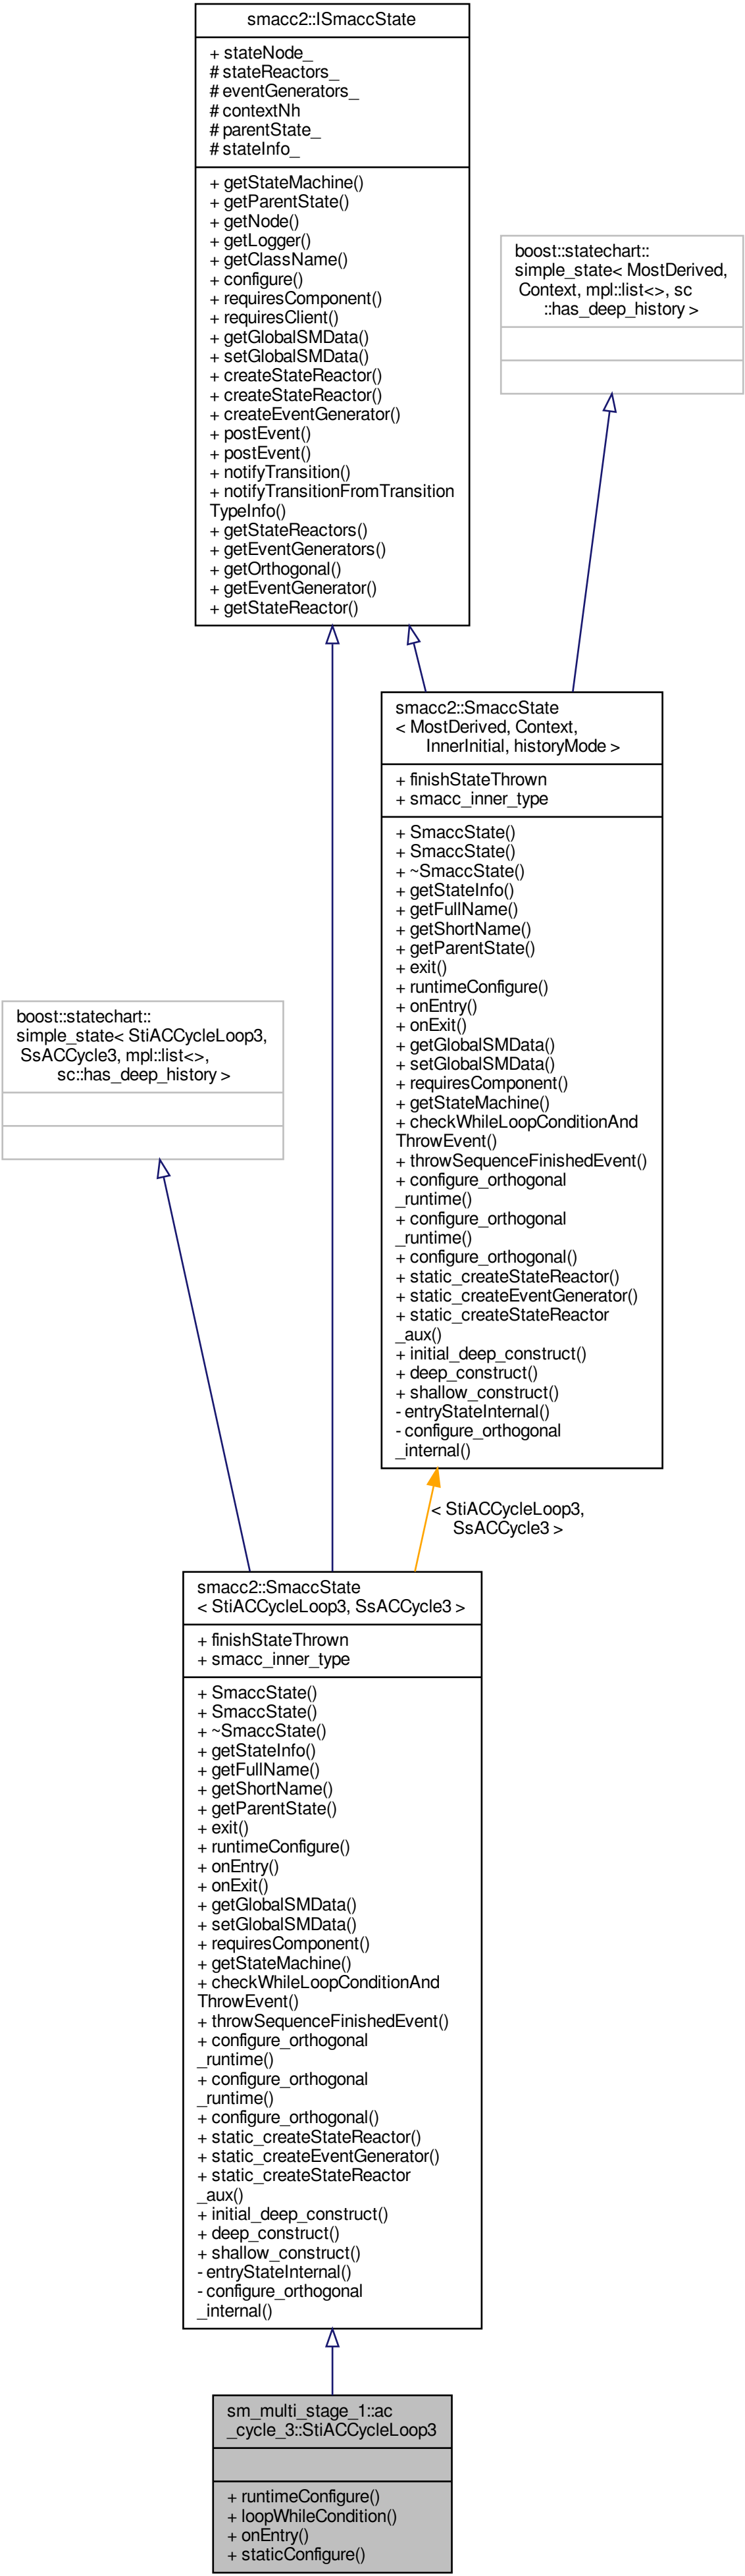 smacc2::ISmaccState
+ stateNode_
# stateReactors_
# eventGenerators_
# contextNh
# parentState_
# stateInfo_
+ getStateMachine()
+ getParentState()
+ getNode()
+ getLogger()
+ getClassName()
+ configure()
+ requiresComponent()
+ requiresClient()
+ getGlobalSMData()
+ setGlobalSMData()
+ createStateReactor()
+ createStateReactor()
+ createEventGenerator()
+ postEvent()
+ postEvent()
+ notifyTransition()
+ notifyTransitionFromTransition
TypeInfo()
+ getStateReactors()
+ getEventGenerators()
+ getOrthogonal()
+ getEventGenerator()
+ getStateReactor()
boost::statechart::
simple_state< MostDerived,
Context, mpl::list<>, sc
::has_deep_history >
smacc2::SmaccState
< MostDerived, Context,
InnerInitial, historyMode >
+ finishStateThrown
+ smacc_inner_type
+ SmaccState()
+ SmaccState()
+ ~SmaccState()
+ getStateInfo()
+ getFullName()
+ getShortName()
+ getParentState()
+ exit()
+ runtimeConfigure()
+ onEntry()
+ onExit()
+ getGlobalSMData()
+ setGlobalSMData()
+ requiresComponent()
+ getStateMachine()
+ checkWhileLoopConditionAnd
ThrowEvent()
+ throwSequenceFinishedEvent()
+ configure_orthogonal
_runtime()
+ configure_orthogonal
_runtime()
+ configure_orthogonal()
+ static_createStateReactor()
+ static_createEventGenerator()
+ static_createStateReactor
_aux()
+ initial_deep_construct()
+ deep_construct()
+ shallow_construct()
- entryStateInternal()
- configure_orthogonal
_internal()
boost::statechart::
simple_state< StiACCycleLoop3,
SsACCycle3, mpl::list<>,
sc::has_deep_history >
< StiACCycleLoop3,
SsACCycle3 >
smacc2::SmaccState
< StiACCycleLoop3, SsACCycle3 >
+ finishStateThrown
+ smacc_inner_type
+ SmaccState()
+ SmaccState()
+ ~SmaccState()
+ getStateInfo()
+ getFullName()
+ getShortName()
+ getParentState()
+ exit()
+ runtimeConfigure()
+ onEntry()
+ onExit()
+ getGlobalSMData()
+ setGlobalSMData()
+ requiresComponent()
+ getStateMachine()
+ checkWhileLoopConditionAnd
ThrowEvent()
+ throwSequenceFinishedEvent()
+ configure_orthogonal
_runtime()
+ configure_orthogonal
_runtime()
+ configure_orthogonal()
+ static_createStateReactor()
+ static_createEventGenerator()
+ static_createStateReactor
_aux()
+ initial_deep_construct()
+ deep_construct()
+ shallow_construct()
- entryStateInternal()
- configure_orthogonal
_internal()
sm_multi_stage_1::ac
_cycle_3::StiACCycleLoop3
+ runtimeConfigure()
+ loopWhileCondition()
+ onEntry()
+ staticConfigure()